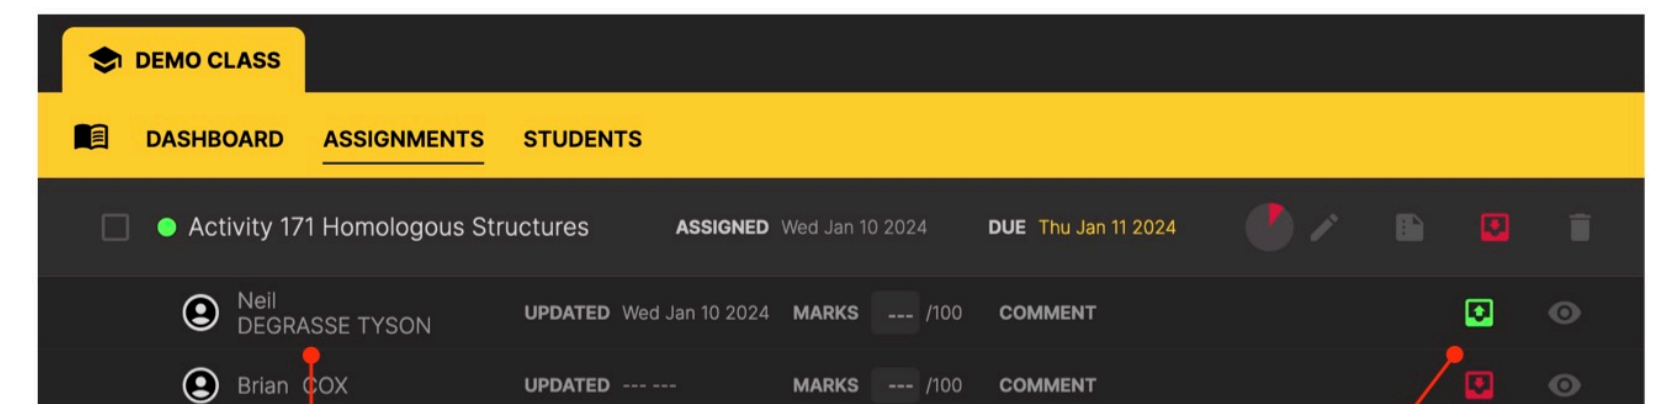 DEMO CLASS
DASHBOARD ASSIGNMENTS STUDENTS
Activity 171 Homologous Structures ASSIGNED Wed Jan 10 2024 DUE Thu Jan 11 2024
Neil
DEGRASSE TYSON UPDATED Wed Jan 10 2024 MARKS --- /100 COMMENT
Brian COX UPDATED --- --- MARKS --- /100 COMMENT